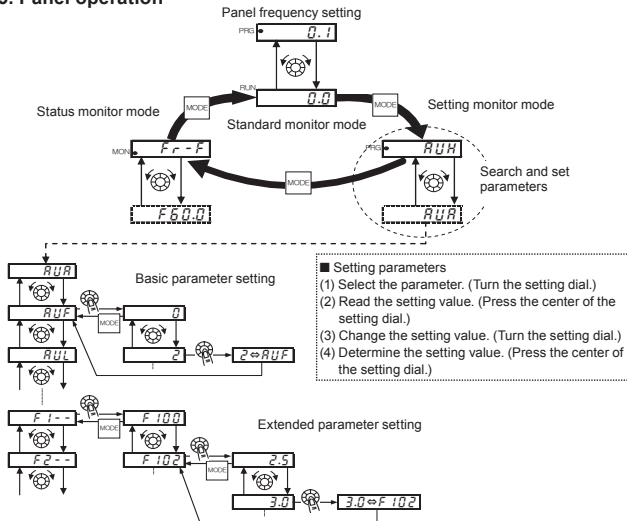 Panel operation
Panel frequency setting
PRG
0.1
RUN
0.0
MODE
MODE
Status monitor mode
Setting monitor mode
Standard monitor mode
MON
Fr-F
PRG
AUH
MODE
Search and set
parameters
F60.0
AUA
AUA
Basic parameter setting
AUF
MODE
0
AUL
2
2⇔AUF
■ Setting parameters
(1) Select the parameter. (Turn the setting dial.)
(2) Read the setting value. (Press the center of the
setting dial.)
(3) Change the setting value. (Turn the setting dial.)
(4) Determine the setting value. (Press the center of
the setting dial.)
F1--
MODE
F100
Extended parameter setting
F2--
F102
MODE
2.5
3.0
3.0⇔F102